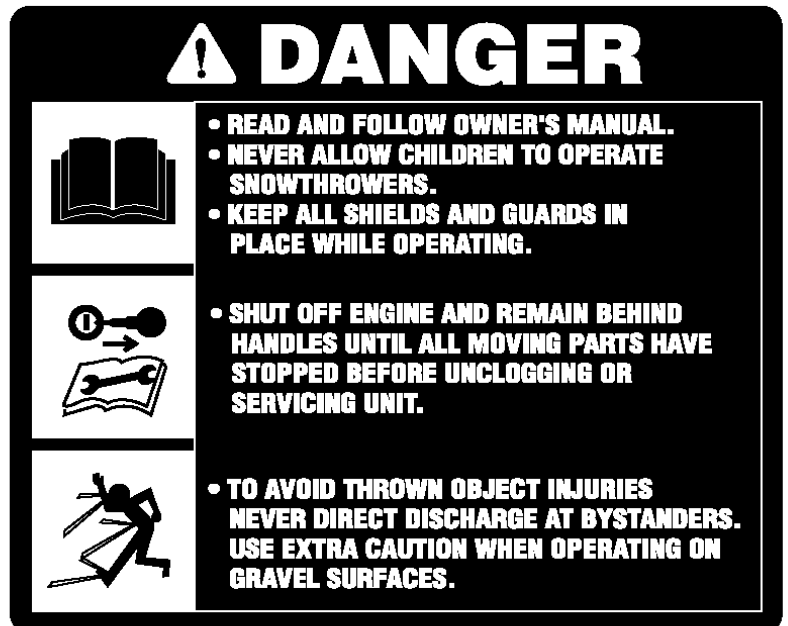 DANGER
• READ AND FOLLOW OWNER'S MANUAL.
• NEVER ALLOW CHILDREN TO OPERATE
SNOWTHROWERS.
• KEEP ALL SHIELDS AND GUARDS IN
PLACE WHILE OPERATING.
• SHUT OFF ENGINE AND REMAIN BEHIND
HANDLES UNTIL ALL MOVING PARTS HAVE
STOPPED BEFORE UNCLOGGING OR
SERVICING UNIT.
• TO AVOID THROWN OBJECT INJURIES
NEVER DIRECT DISCHARGE AT BYSTANDERS.
USE EXTRA CAUTION WHEN OPERATING ON
GRAVEL SURFACES.